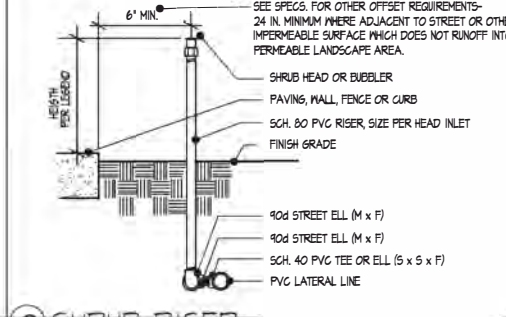 SEE SPECS. FOR OTHER OFFSET REQUIREMENTS-
6" MIN.
24 IN. MINIMUM WHERE ADJACENT TO STREET OR OTHE
IMPERMEABLE SURFACE WHICH DOES NOT RUNOFF INT
PERMEABLE LANDSCAPE AREA.
HEIGTH
PER LEGEND
SHRUB HEAD OR BUBBLER
PAVING, WALL, FENCE OR CURB
SCH. 80 PVC RISER, SIZE PER HEAD INLET
FINISH GRADE
90d STREET ELL (M x F)
90d STREET ELL (M x F)
SCH. 40 PVC TEE OR ELL (S x S x F)
PVC LATERAL LINE
SHRUB RISER